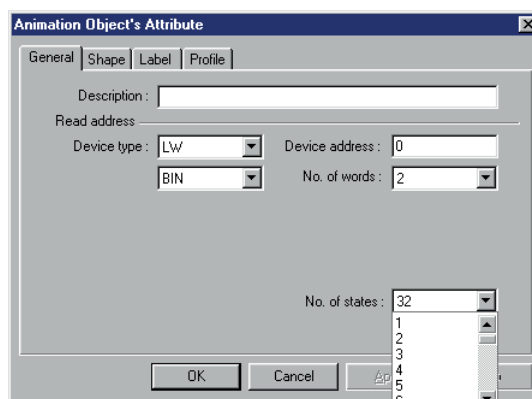 Animation Object's Attribute
General Shape Label Profile
Description :
Read address
Device type : LW Device address : 0
BIN No. of words : 2
No. of states : 32
1
2
3
4
5
OK Cancel